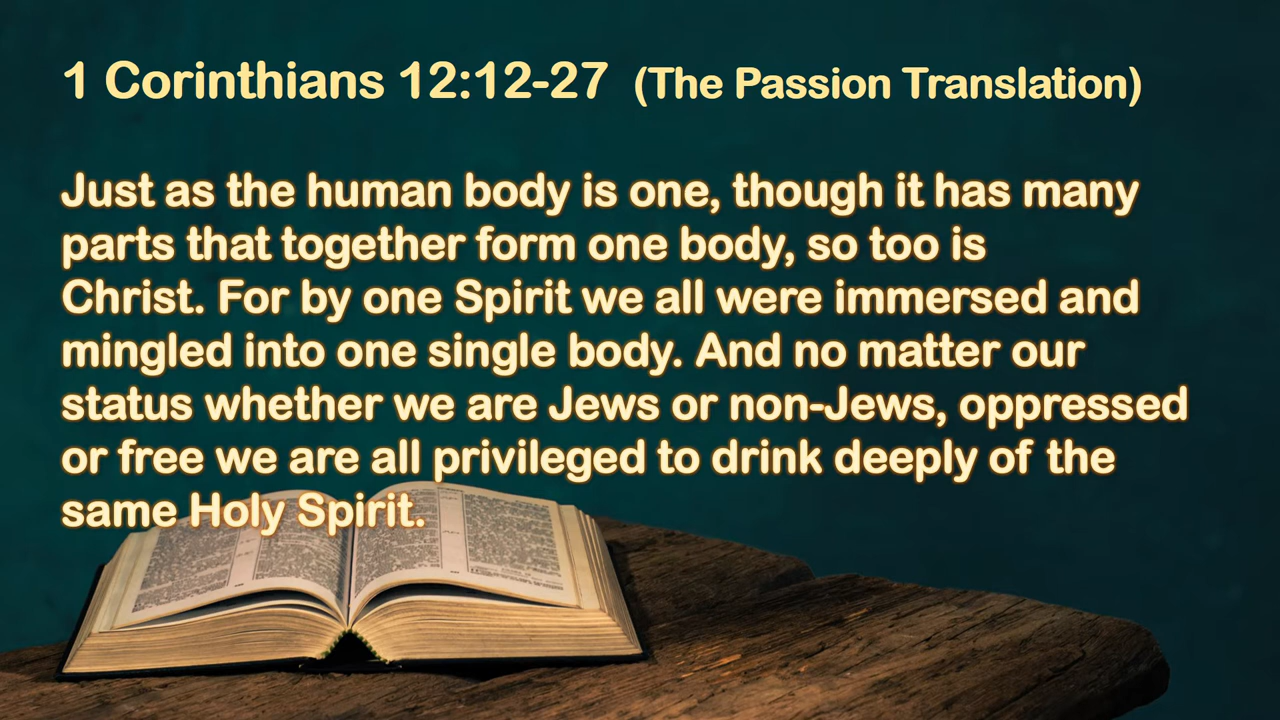 1 Corinthians 12:12-27 (The Passion Translation)
Just as the human body is one, though it has many
parts that together form one body, so too is
Christ. For by one Spirit we all were immersed and
mingled into one single body. And no matter our
status whether we are Jews or non-Jews, oppressed
or free we are all privileged to drink deeply of the
same Holy Spirit.